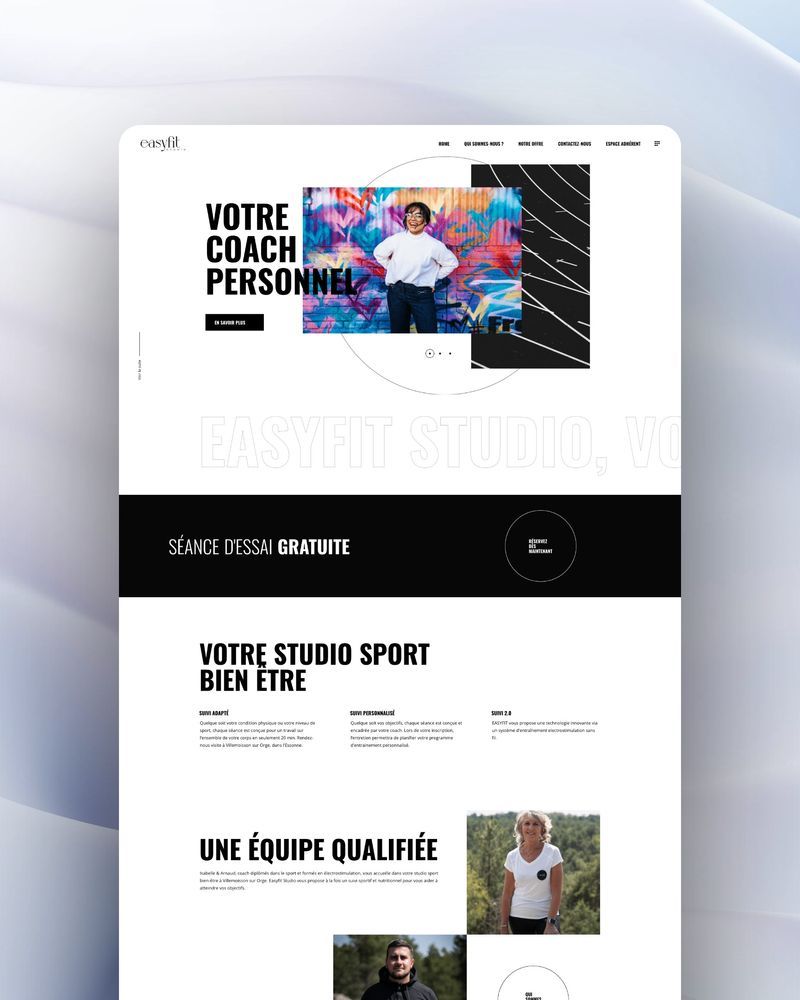 easyfit
HOME QUI SOMMES-NOUS ? NOTRE OFFRE CONTACTEZ-NOUS ESPACE ADHÉRENT
VOTRE
COACH
PERSONNEL
EN SAVOIR PLUS
EASYFIT STUDIO, VO
SÉANCE D'ESSAI GRATUITE
RÉSERVEZ
DÈS
MAINTENANT
VOTRE STUDIO SPORT
BIEN ÊTRE
SUIVI ADAPTÉ
Quelque soit votre condition physique ou votre niveau de
sport, chaque séance est conçue pour un travail sur
l'ensemble de votre corps en seulement 20 min. Rendez-
nous visite à Villemoisson sur Orge, dans l'Essonne.
SUIVI PERSONNALISÉ
Quelque soit vos objectifs, chaque séance est conçue et
encadrée par votre coach. Lors de votre inscription,
l'entretien permettra de planifier votre programme
d'entrainement personnalisé.
SUIVI 2.0
EASYFIT vous propose une technologie innovante via
un système d'entraînement électrostimulation sans
fil.
UNE ÉQUIPE QUALIFIÉE
Isabelle & Arnaud, coach diplômés dans le sport et formés en électrostimulation, vous accueille dans votre studio sport
bien être à Villemoisson sur Orge. Easyfit Studio vous propose à la fois un suivi sportif et nutritionnel pour vous aider à
atteindre vos objectifs.
QUI